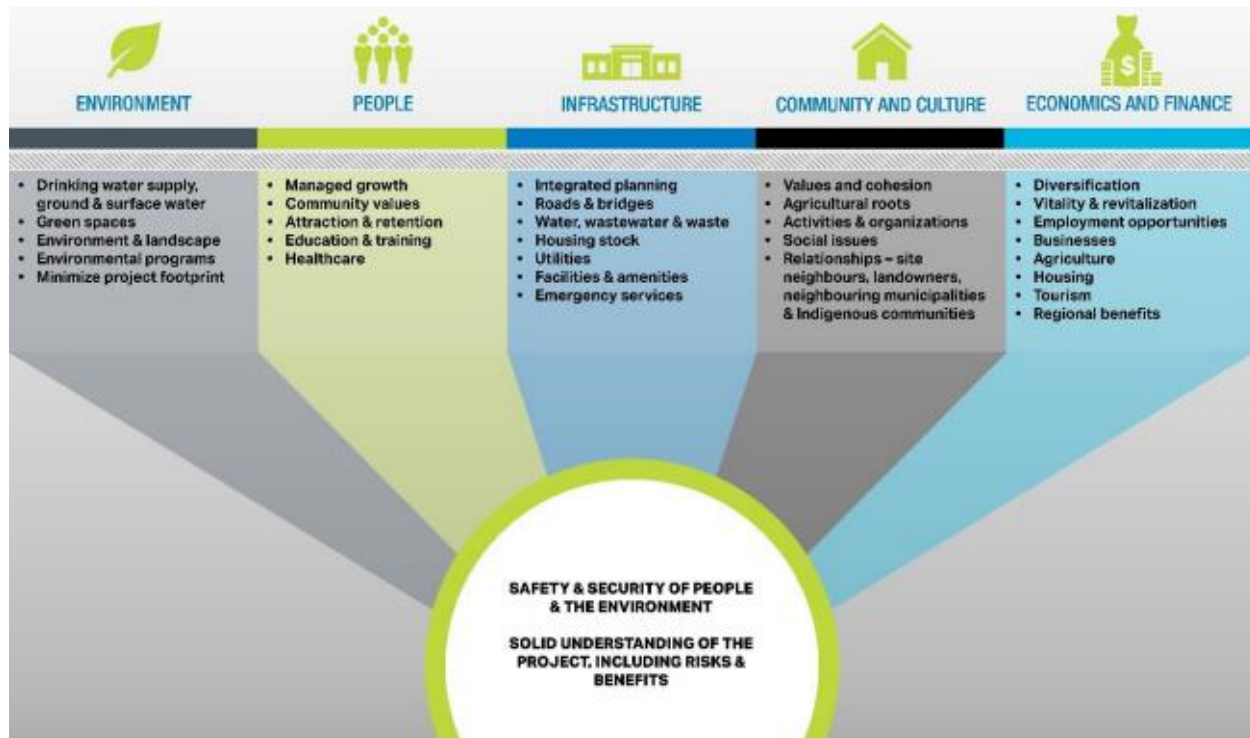 ENVIRONMENT
• Drinking water supply,
ground & surface water
• Green spaces
• Environment & landscape
• Environmental programs
• Minimize project footprint
PEOPLE
• Managed growth
• Community values
• Attraction & retention
• Education & training
• Healthcare
INFRASTRUCTURE
• Integrated planning
• Roads & bridges
• Water, wastewater & waste
• Housing stock
• Utilities
• Facilities & amenities
• Emergency services
COMMUNITY AND CULTURE
• Values and cohesion
• Agricultural roots
• Activities & organizations
• Social issues
• Relationships – site
neighbours, landowners,
neighbouring municipalities
& Indigenous communities
$
ECONOMICS AND FINANCE
• Diversification
• Vitality & revitalization
• Employment opportunities
• Businesses
• Agriculture
• Housing
• Tourism
• Regional benefits
SAFETY & SECURITY OF PEOPLE
& THE ENVIRONMENT
SOLID UNDERSTANDING OF THE
PROJECT, INCLUDING RISKS &
BENEFITS